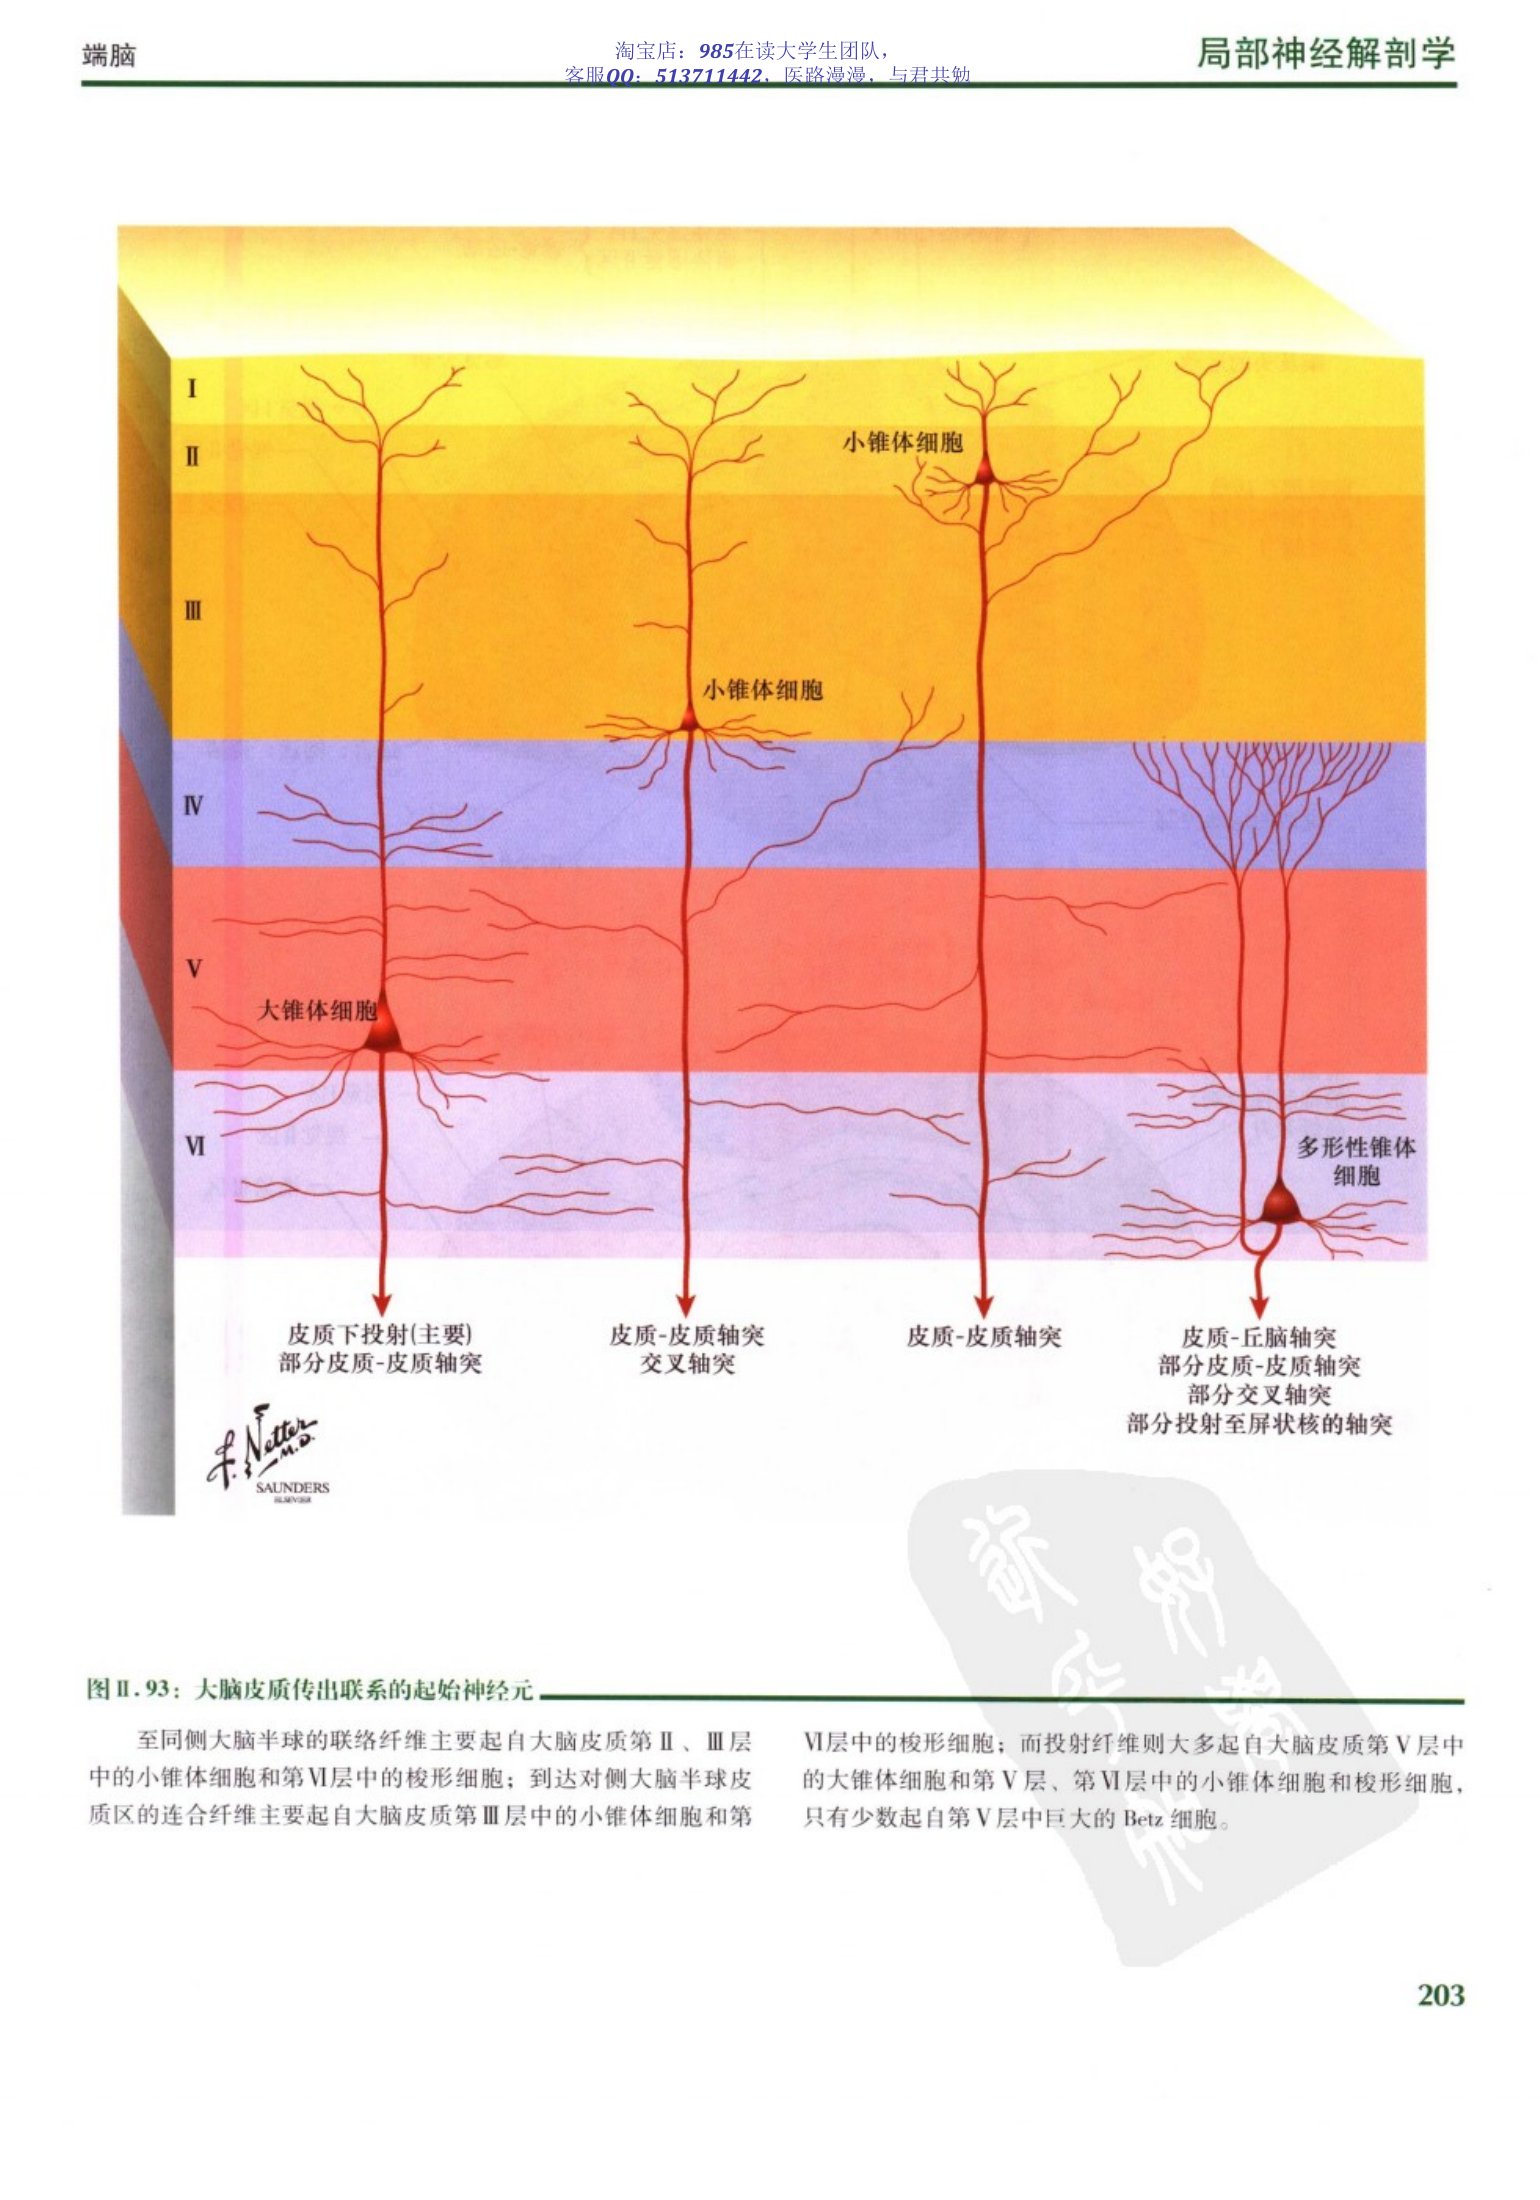 端脑
淘宝店：985在读大学生团队，
客服QQ：513711442，医路漫漫，与君共勉
局部神经解剖学
I
II
III
IV
V
VI
小锥体细胞
小锥体细胞
大锥体细胞
多形性锥体
细胞
皮质下投射(主要)
部分皮质-皮质轴突
皮质-皮质轴突
交叉轴突
皮质-皮质轴突
皮质-丘脑轴突
部分皮质-皮质轴突
部分交叉轴突
部分投射至屏状核的轴突
F. Netter
M.D.
SAUNDERS
ELSEVIER
图Ⅱ.93：大脑皮质传出联系的起始神经元
至同侧大脑半球的联络纤维主要起自大脑皮质第Ⅱ、Ⅲ层
中的小锥体细胞和第Ⅵ层中的梭形细胞；到达对侧大脑半球皮
质区的连合纤维主要起自大脑皮质第Ⅲ层中的小锥体细胞和第
Ⅵ层中的梭形细胞；而投射纤维则大多起自大脑皮质第Ⅴ层中
的大锥体细胞和第Ⅴ层、第Ⅵ层中的小锥体细胞和梭形细胞，
只有少数起自第Ⅴ层中巨大的 Betz 细胞。
203